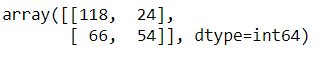 array([[118,  24],
       [ 66,  54]], dtype=int64)